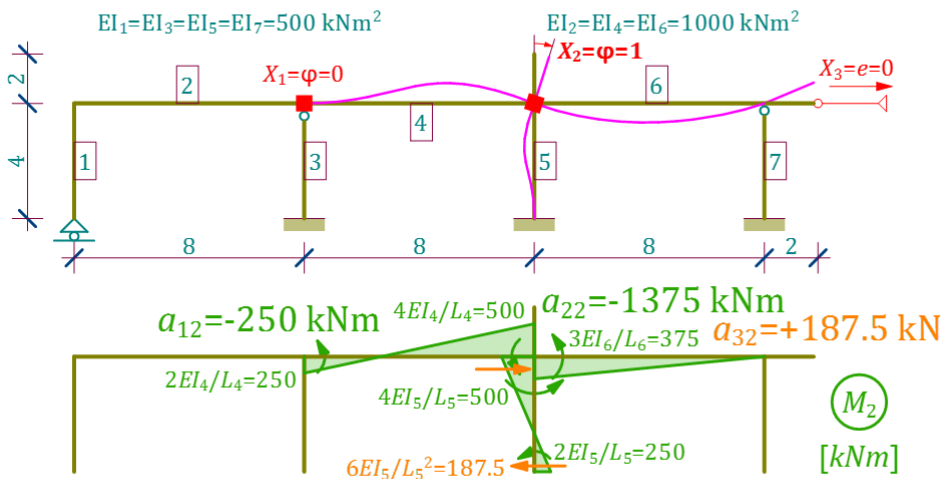 EI₁=EI₃=EI₅=EI₇=500 kNm²
EI₂=EI₄=EI₆=1000 kNm²
X₁=φ=0
X₂=φ=1
X₃=e=0
2
4
1
2
3
4
5
6
7
8
8
8
2
a₁₂=-250 kNm
4EI₄/L₄=500
a₂₂=-1375 kNm
a₃₂=+187.5 kN
3EI₆/L₆=375
2EI₄/L₄=250
4EI₅/L₅=500
6EI₅/L₅²=187.5
2EI₅/L₅=250
M₂
[kNm]